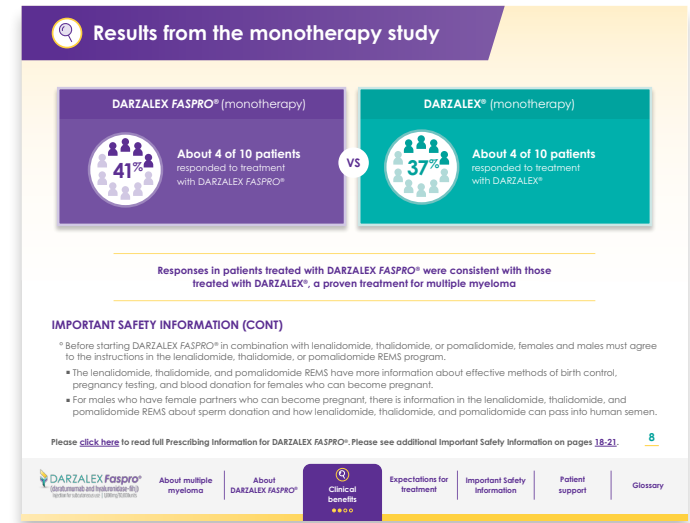 Results from the monotherapy study
DARZALEX FASPRO® (monotherapy)
41%
About 4 of 10 patients
responded to treatment
with DARZALEX FASPRO®
VS
DARZALEX® (monotherapy)
37%
About 4 of 10 patients
responded to treatment
with DARZALEX®
Responses in patients treated with DARZALEX FASPRO® were consistent with those
treated with DARZALEX®, a proven treatment for multiple myeloma
IMPORTANT SAFETY INFORMATION (CONT)
Before starting DARZALEX FASPRO® in combination with lenalidomide, thalidomide, or pomalidomide, females and males must agree
to the instructions in the lenalidomide, thalidomide, or pomalidomide REMS program.
▪ The lenalidomide, thalidomide, and pomalidomide REMS have more information about effective methods of birth control,
pregnancy testing, and blood donation for females who can become pregnant.
▪ For males who have female partners who can become pregnant, there is information in the lenalidomide, thalidomide, and
pomalidomide REMS about sperm donation and how lenalidomide, thalidomide, and pomalidomide can pass into human semen.
Please click here to read full Prescribing Information for DARZALEX FASPRO®. Please see additional Important Safety Information on pages 18-21.
8
DARZALEX Faspro®
(daratumumab and hyaluronidase-fihj)
About multiple
myeloma
About
DARZALEX FASPRO®
Clinical
benefits
Expectations for
treatment
Important Safety
Information
Patient
support
Glossary